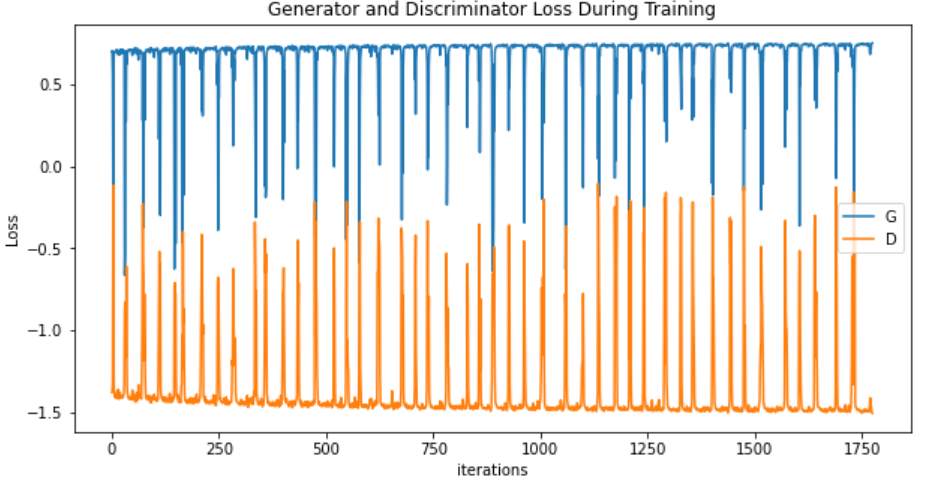 Generator and Discriminator Loss During Training
0.5
0.0
−0.5
−1.0
−1.5
Loss
G
D
0 250 500 750 1000 1250 1500 1750
iterations